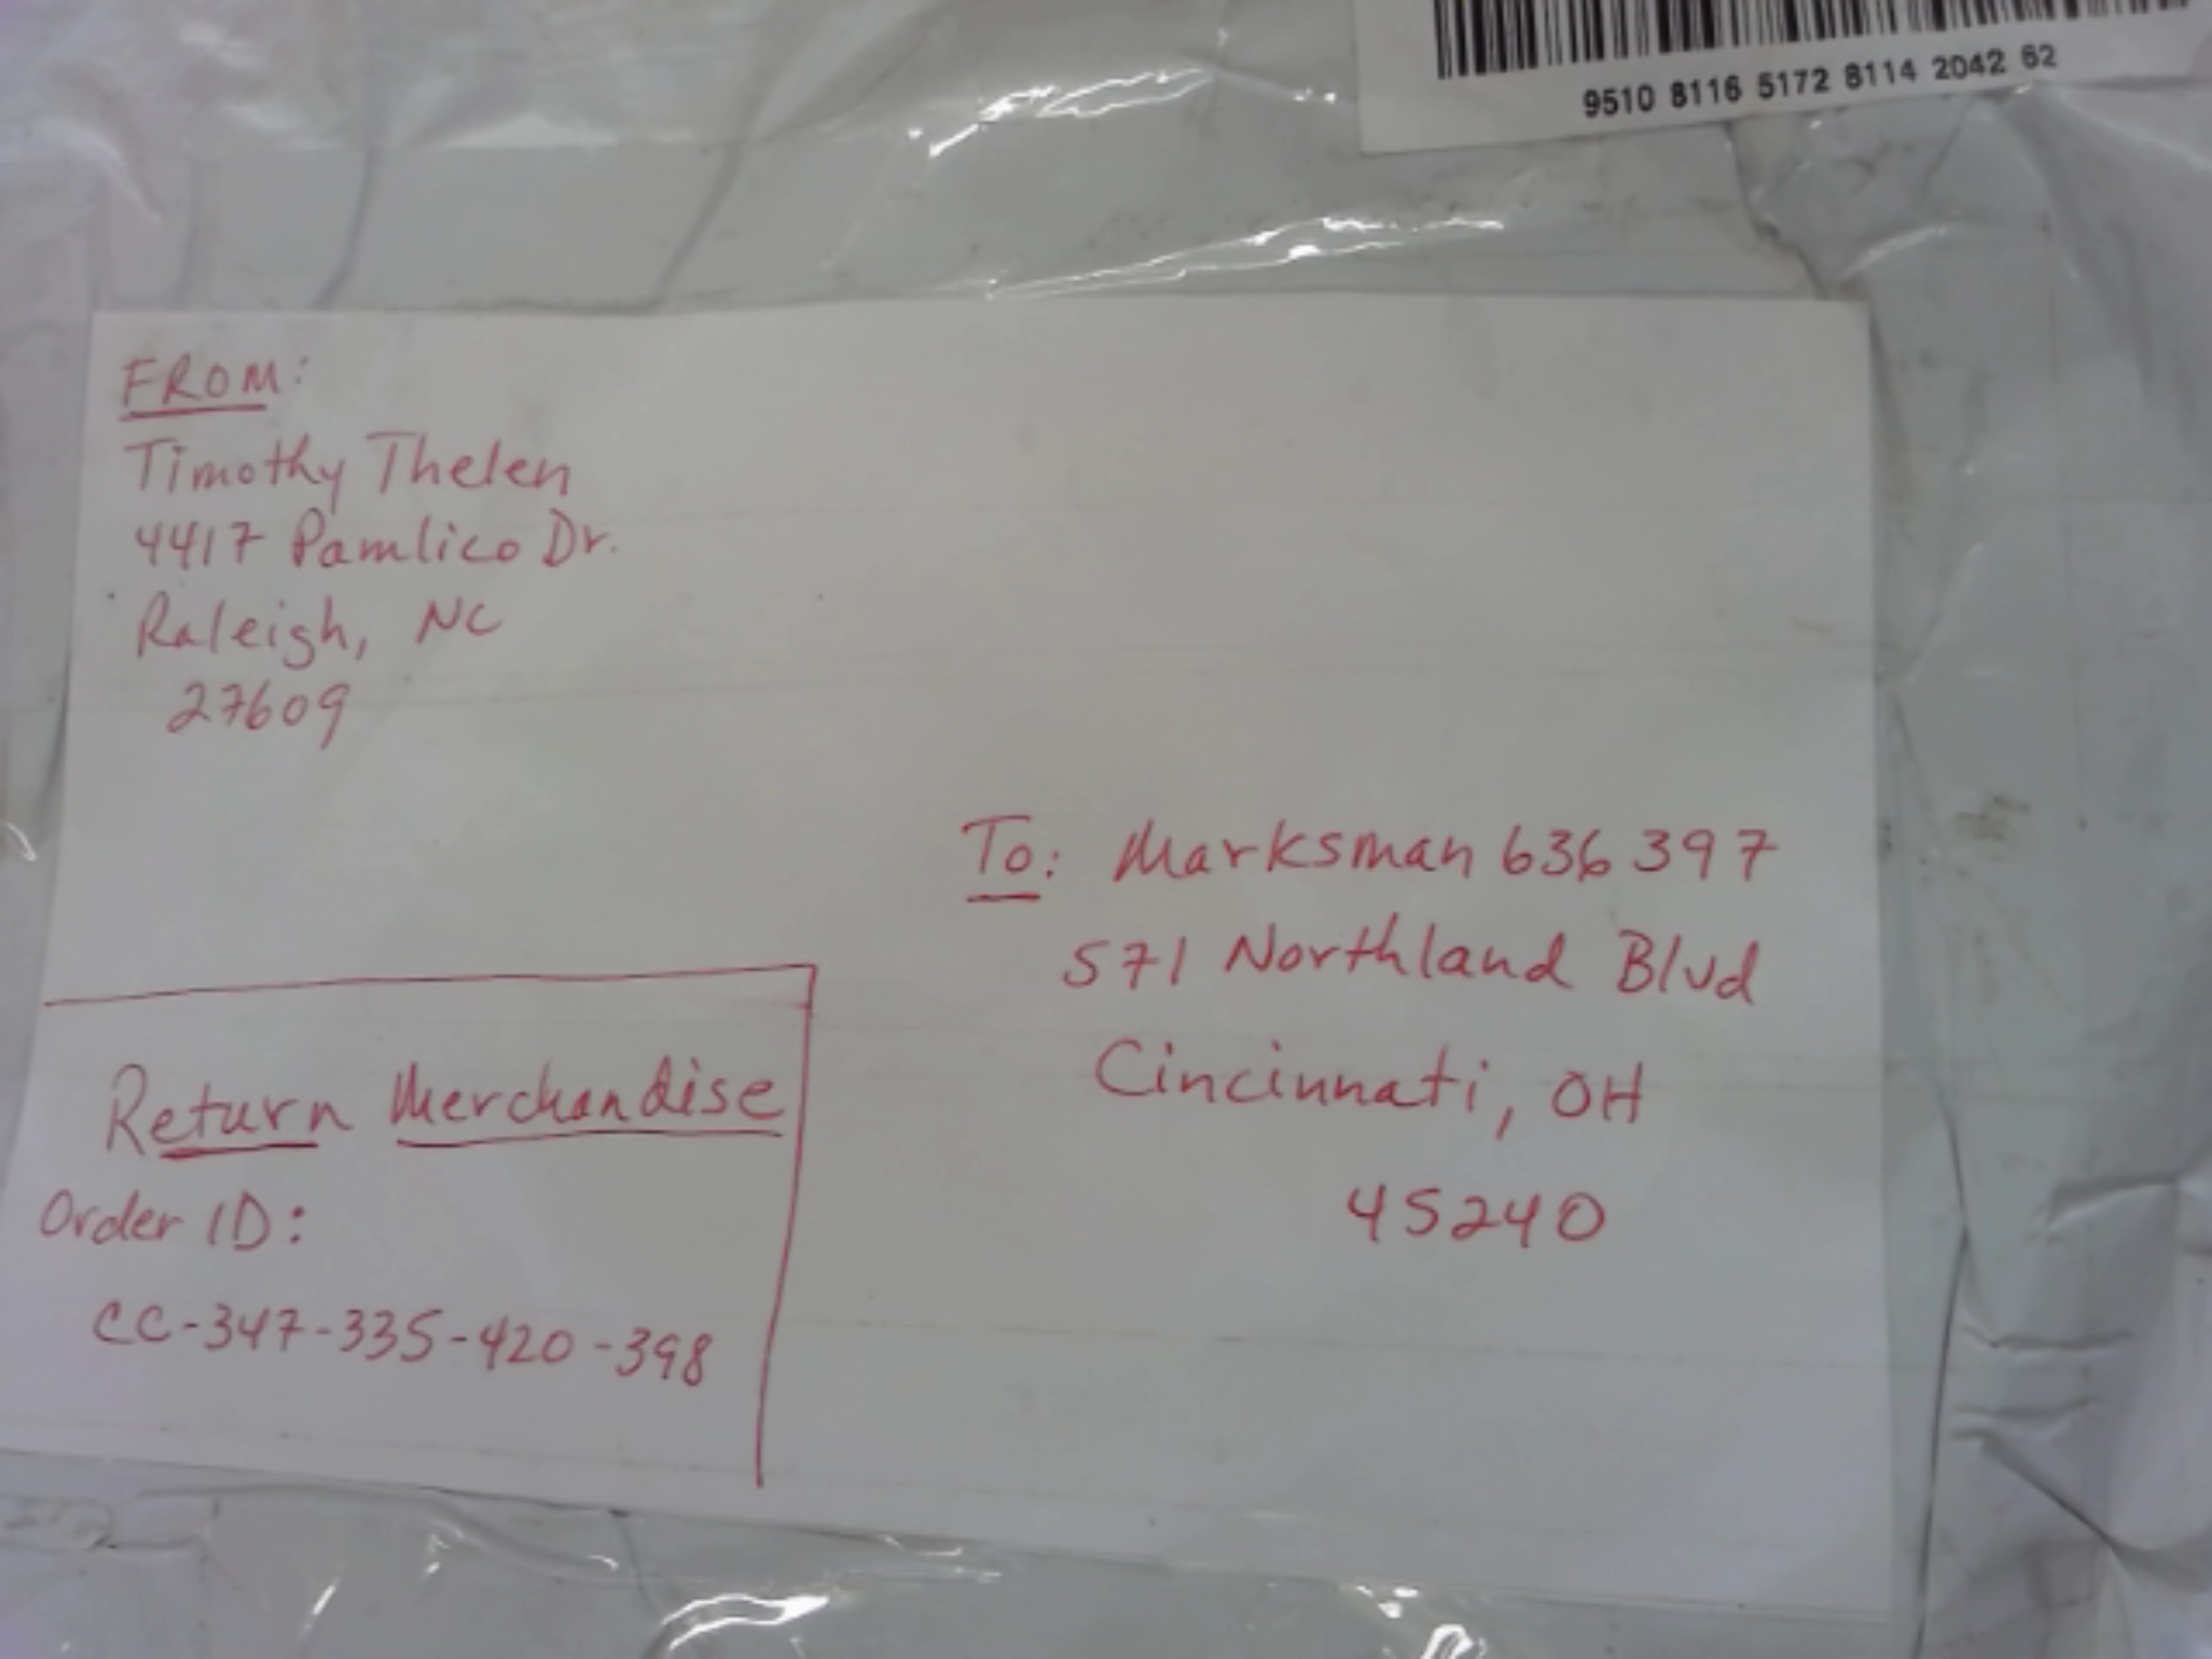 9510 8116 5172 8114 2042 62
FROM:
Timothy Thelen
4417 Pamlico Dr.
Raleigh, NC
27609
To: Marksman 636397
571 Northland Blvd
Cincinnati, OH
45240
Return Merchandise
Order ID:
CC-347-335-420-398